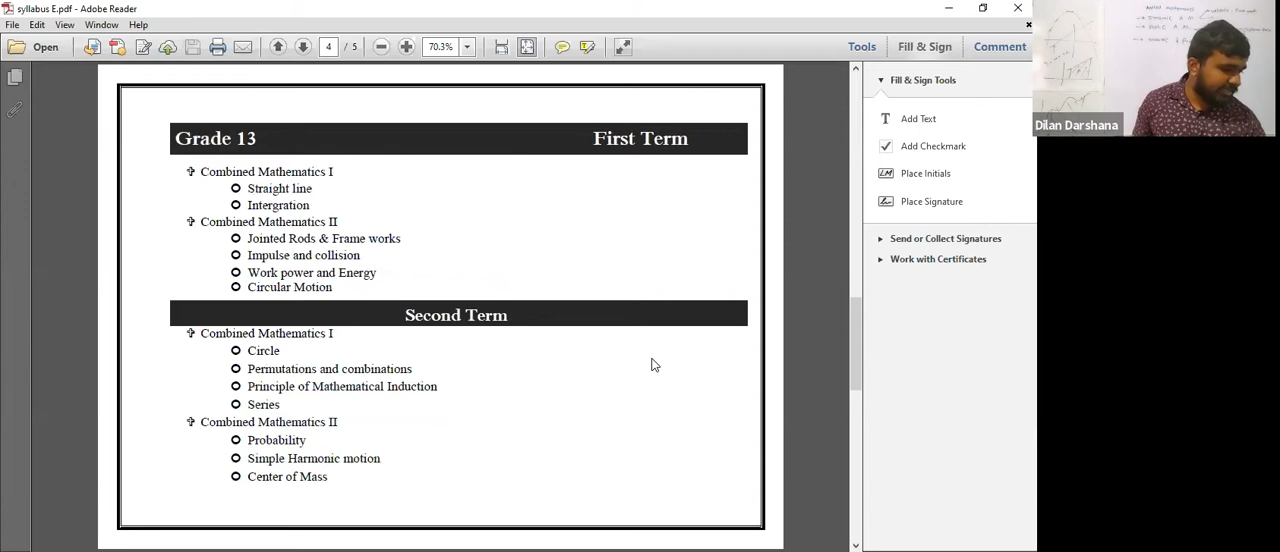 syllabus E.pdf - Adobe Reader
File Edit View Window Help
Open 4 / 5 70.3% Tools Fill & Sign Comment
Grade 13 First Term
Combined Mathematics I
Straight line
Intergration
Combined Mathematics II
Jointed Rods & Frame works
Impulse and collision
Work power and Energy
Circular Motion
Second Term
Combined Mathematics I
Circle
Permutations and combinations
Principle of Mathematical Induction
Series
Combined Mathematics II
Probability
Simple Harmonic motion
Center of Mass
Fill & Sign Tools
Add Text
Add Checkmark
Place Initials
Place Signature
Send or Collect Signatures
Work with Certificates
Dilan Darshana